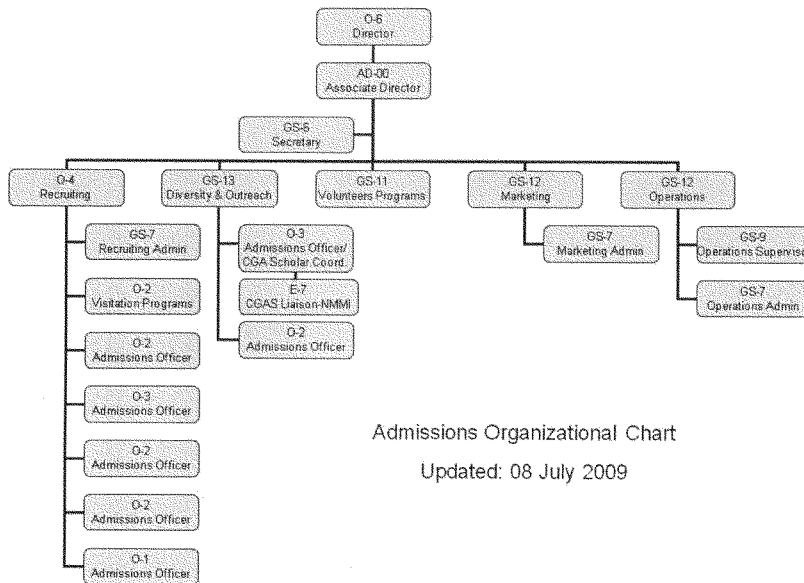 O-6
Director
AD-00
Associate Director
GS-6
Secretary
O-4
Recruiting
GS-13
Diversity & Outreach
GS-11
Volunteers Programs
GS-12
Marketing
GS-12
Operations
GS-7
Recruiting Admin
O-2
Visitation Programs
O-2
Admissions Officer
O-3
Admissions Officer
O-2
Admissions Officer
O-2
Admissions Officer
O-1
Admissions Officer
O-3
Admissions Officer/
CGA Scholar Coord.
E-7
CGAS Liaison-NMMI
O-2
Admissions Officer
GS-7
Marketing Admin
GS-9
Operations Supervisor
GS-7
Operations Admin
Admissions Organizational Chart
Updated: 08 July 2009